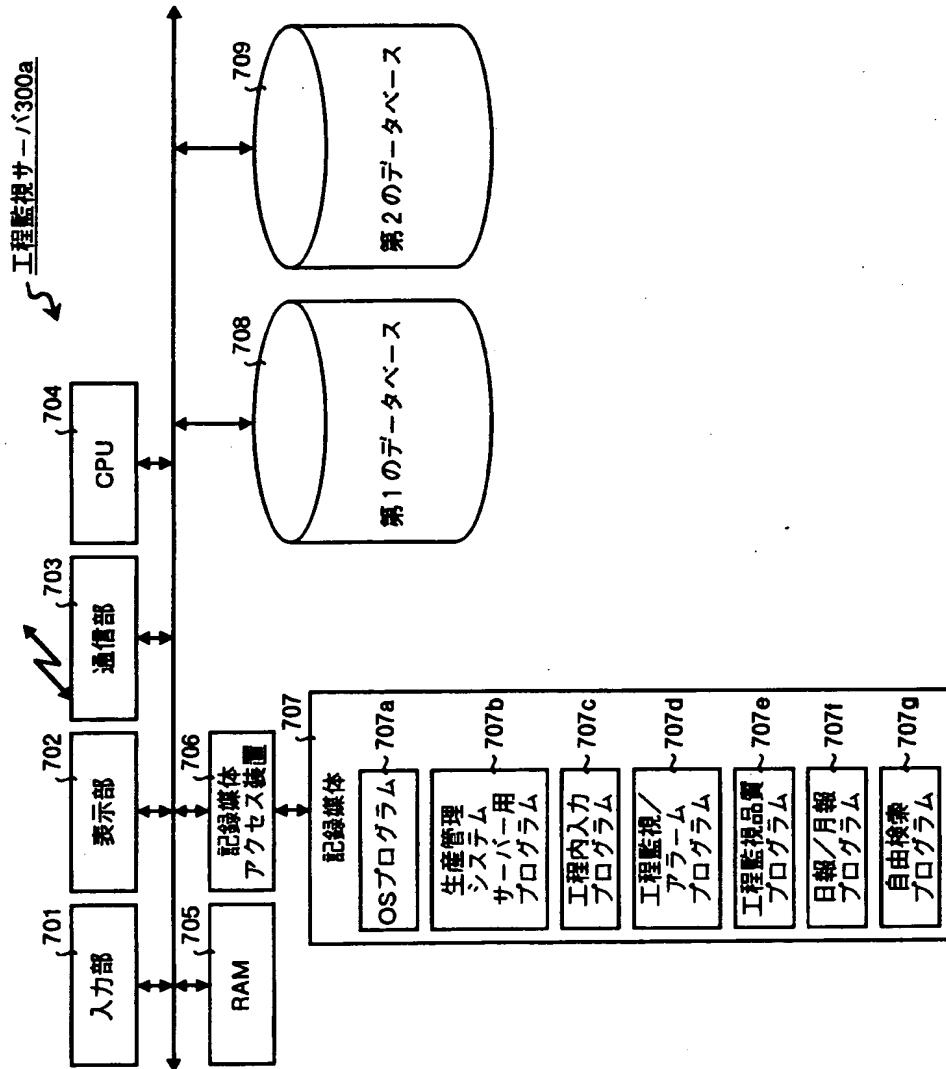 工程監視サーバ300a
701
入力部
702
表示部
703
通信部
704
CPU
705
RAM
706
記録媒体
アクセス装置
707
記録媒体
OSプログラム
707a
生産管理
システム
サーバー用
プログラム
707b
工程内入力
プログラム
707c
工程監視/
アラーム
プログラム
707d
工程監視品質
プログラム
707e
日報/月報
プログラム
707f
自由検索
プログラム
707g
708
第1のデータベース
709
第2のデータベース